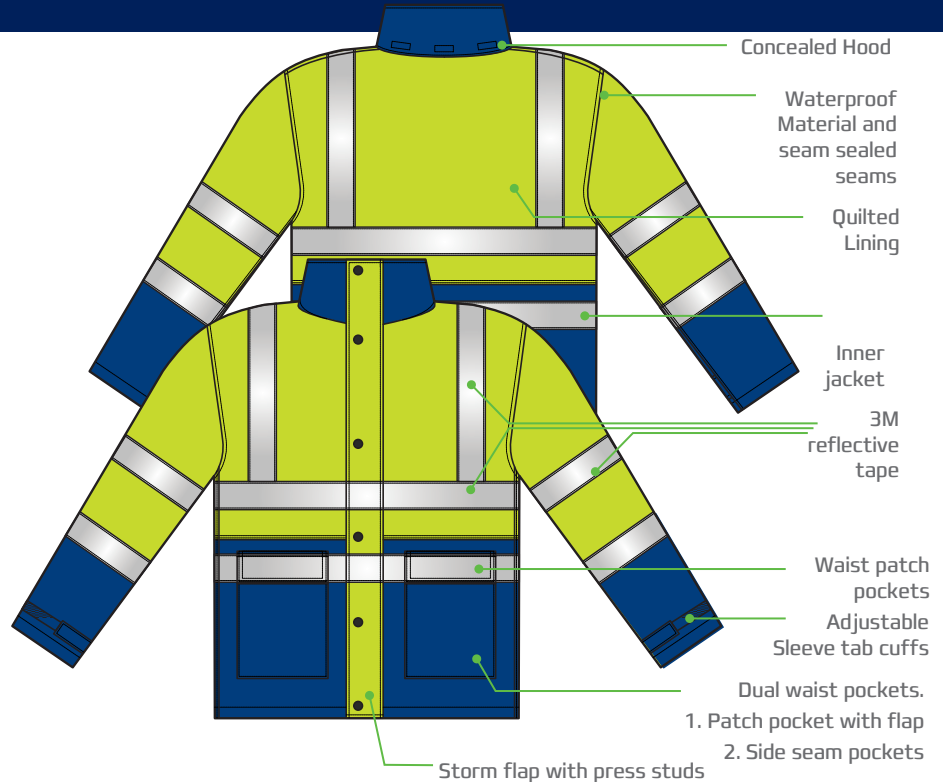 Concealed Hood
Waterproof
Material and
seam sealed
seams
Quilted
Lining
Inner
jacket
3M
reflective
tape
Waist patch
pockets
Adjustable
Sleeve tab cuffs
Dual waist pockets.
1. Patch pocket with flap
2. Side seam pockets
Storm flap with press studs